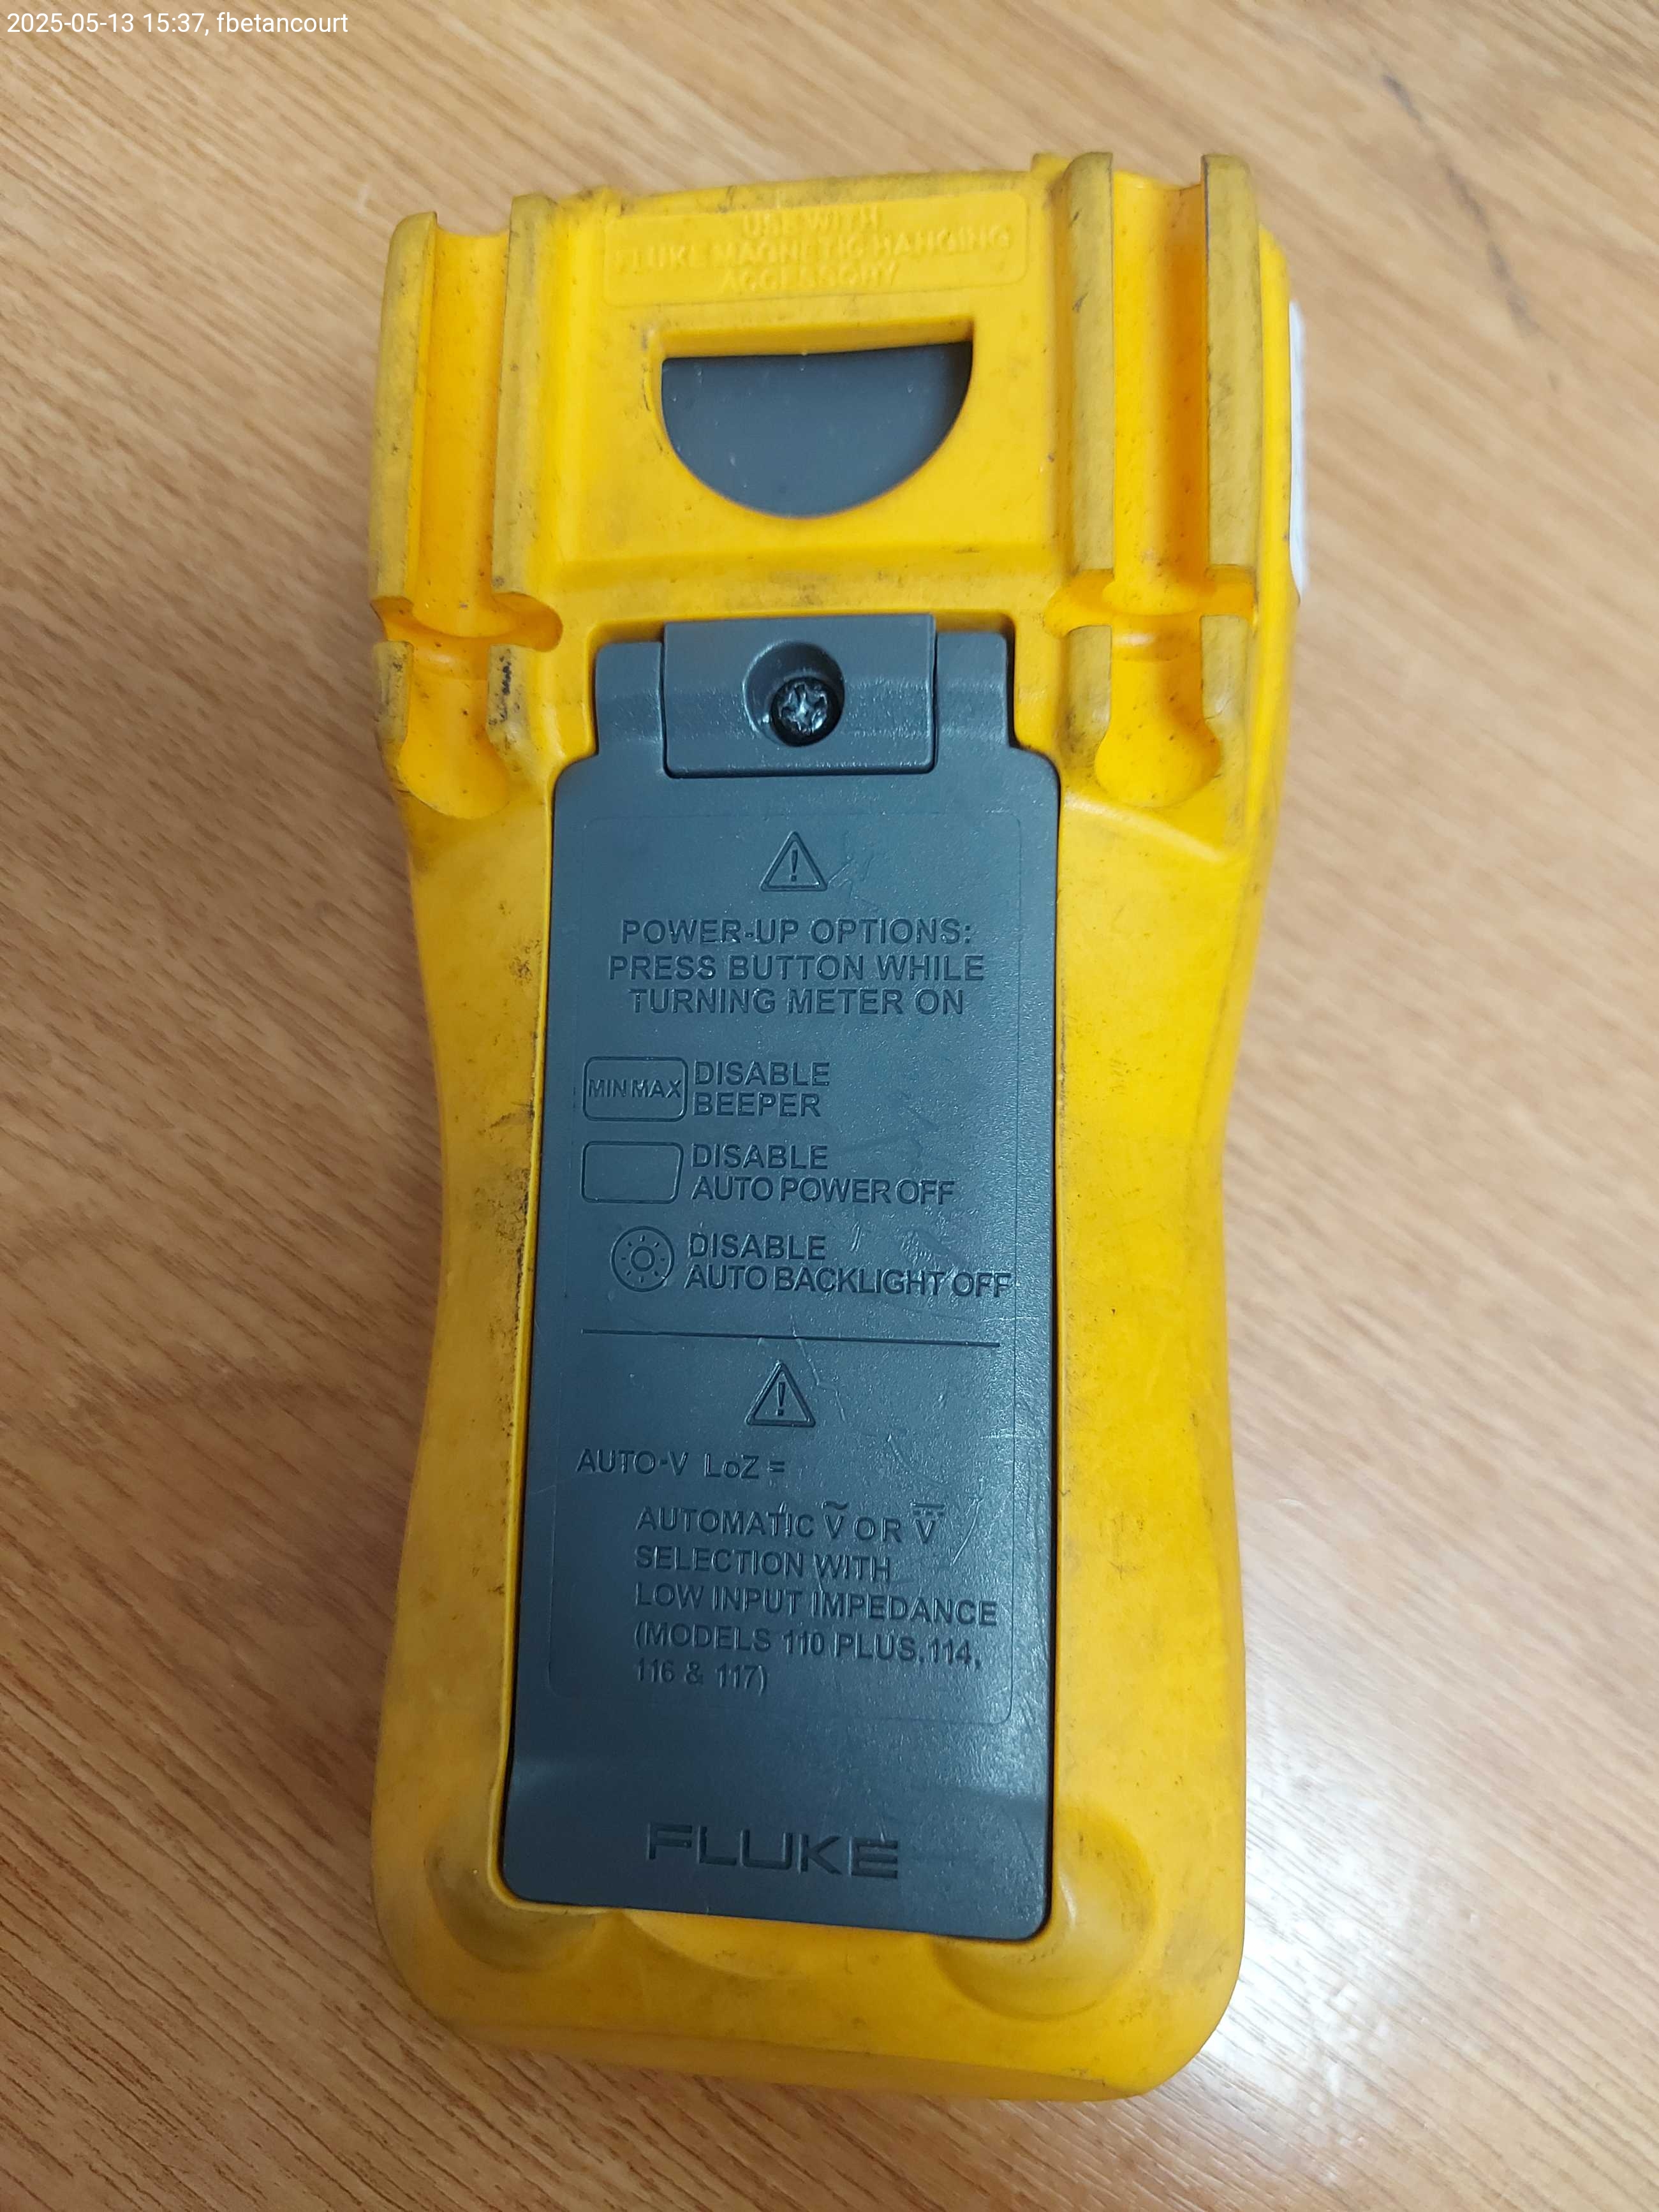 2025-05-13 15:37, fbetancourt
USE WITH
FLUKE MAGNETIC HANGING
ACCESSORY
POWER-UP OPTIONS:
PRESS BUTTON WHILE
TURNING METER ON
MIN MAX DISABLE
BEEPER
DISABLE
AUTO POWER OFF
DISABLE
AUTO BACKLIGHT OFF
AUTO-V LoZ =
AUTOMATIC Ṽ OR V⎓
SELECTION WITH
LOW INPUT IMPEDANCE
(MODELS 110 PLUS, 114,
116 & 117)
FLUKE